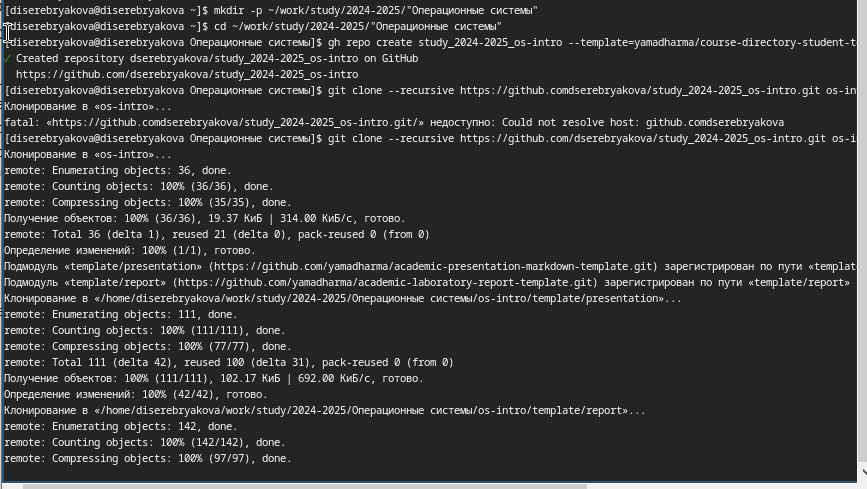 [diserebryakova@diserebryakova ~]$ mkdir -p ~/work/study/2024-2025/"Операционные системы"
[diserebryakova@diserebryakova ~]$ cd ~/work/study/2024-2025/"Операционные системы"
[diserebryakova@diserebryakova Операционные системы]$ gh repo create study_2024-2025_os-intro --template=yamadharma/course-directory-student-t
✓ Created repository dserebryakova/study_2024-2025_os-intro on GitHub
https://github.com/dserebryakova/study_2024-2025_os-intro
[diserebryakova@diserebryakova Операционные системы]$ git clone --recursive https://github.comdserebryakova/study_2024-2025_os-intro.git os-in
Клонирование в «os-intro»...
fatal: «https://github.comdserebryakova/study_2024-2025_os-intro.git/» недоступно: Could not resolve host: github.comdserebryakova
[diserebryakova@diserebryakova Операционные системы]$ git clone --recursive https://github.com/dserebryakova/study_2024-2025_os-intro.git os-i
Клонирование в «os-intro»...
remote: Enumerating objects: 36, done.
remote: Counting objects: 100% (36/36), done.
remote: Compressing objects: 100% (35/35), done.
Получение объектов: 100% (36/36), 19.37 КиБ | 314.00 КиБ/с, готово.
remote: Total 36 (delta 1), reused 21 (delta 0), pack-reused 0 (from 0)
Определение изменений: 100% (1/1), готово.
Подмодуль «template/presentation» (https://github.com/yamadharma/academic-presentation-markdown-template.git) зарегистрирован по пути «templat
Подмодуль «template/report» (https://github.com/yamadharma/academic-laboratory-report-template.git) зарегистрирован по пути «template/report»
Клонирование в «/home/diserebryakova/work/study/2024-2025/Операционные системы/os-intro/template/presentation»...
remote: Enumerating objects: 111, done.
remote: Counting objects: 100% (111/111), done.
remote: Compressing objects: 100% (77/77), done.
remote: Total 111 (delta 42), reused 100 (delta 31), pack-reused 0 (from 0)
Получение объектов: 100% (111/111), 102.17 КиБ | 692.00 КиБ/с, готово.
Определение изменений: 100% (42/42), готово.
Клонирование в «/home/diserebryakova/work/study/2024-2025/Операционные системы/os-intro/template/report»...
remote: Enumerating objects: 142, done.
remote: Counting objects: 100% (142/142), done.
remote: Compressing objects: 100% (97/97), done.